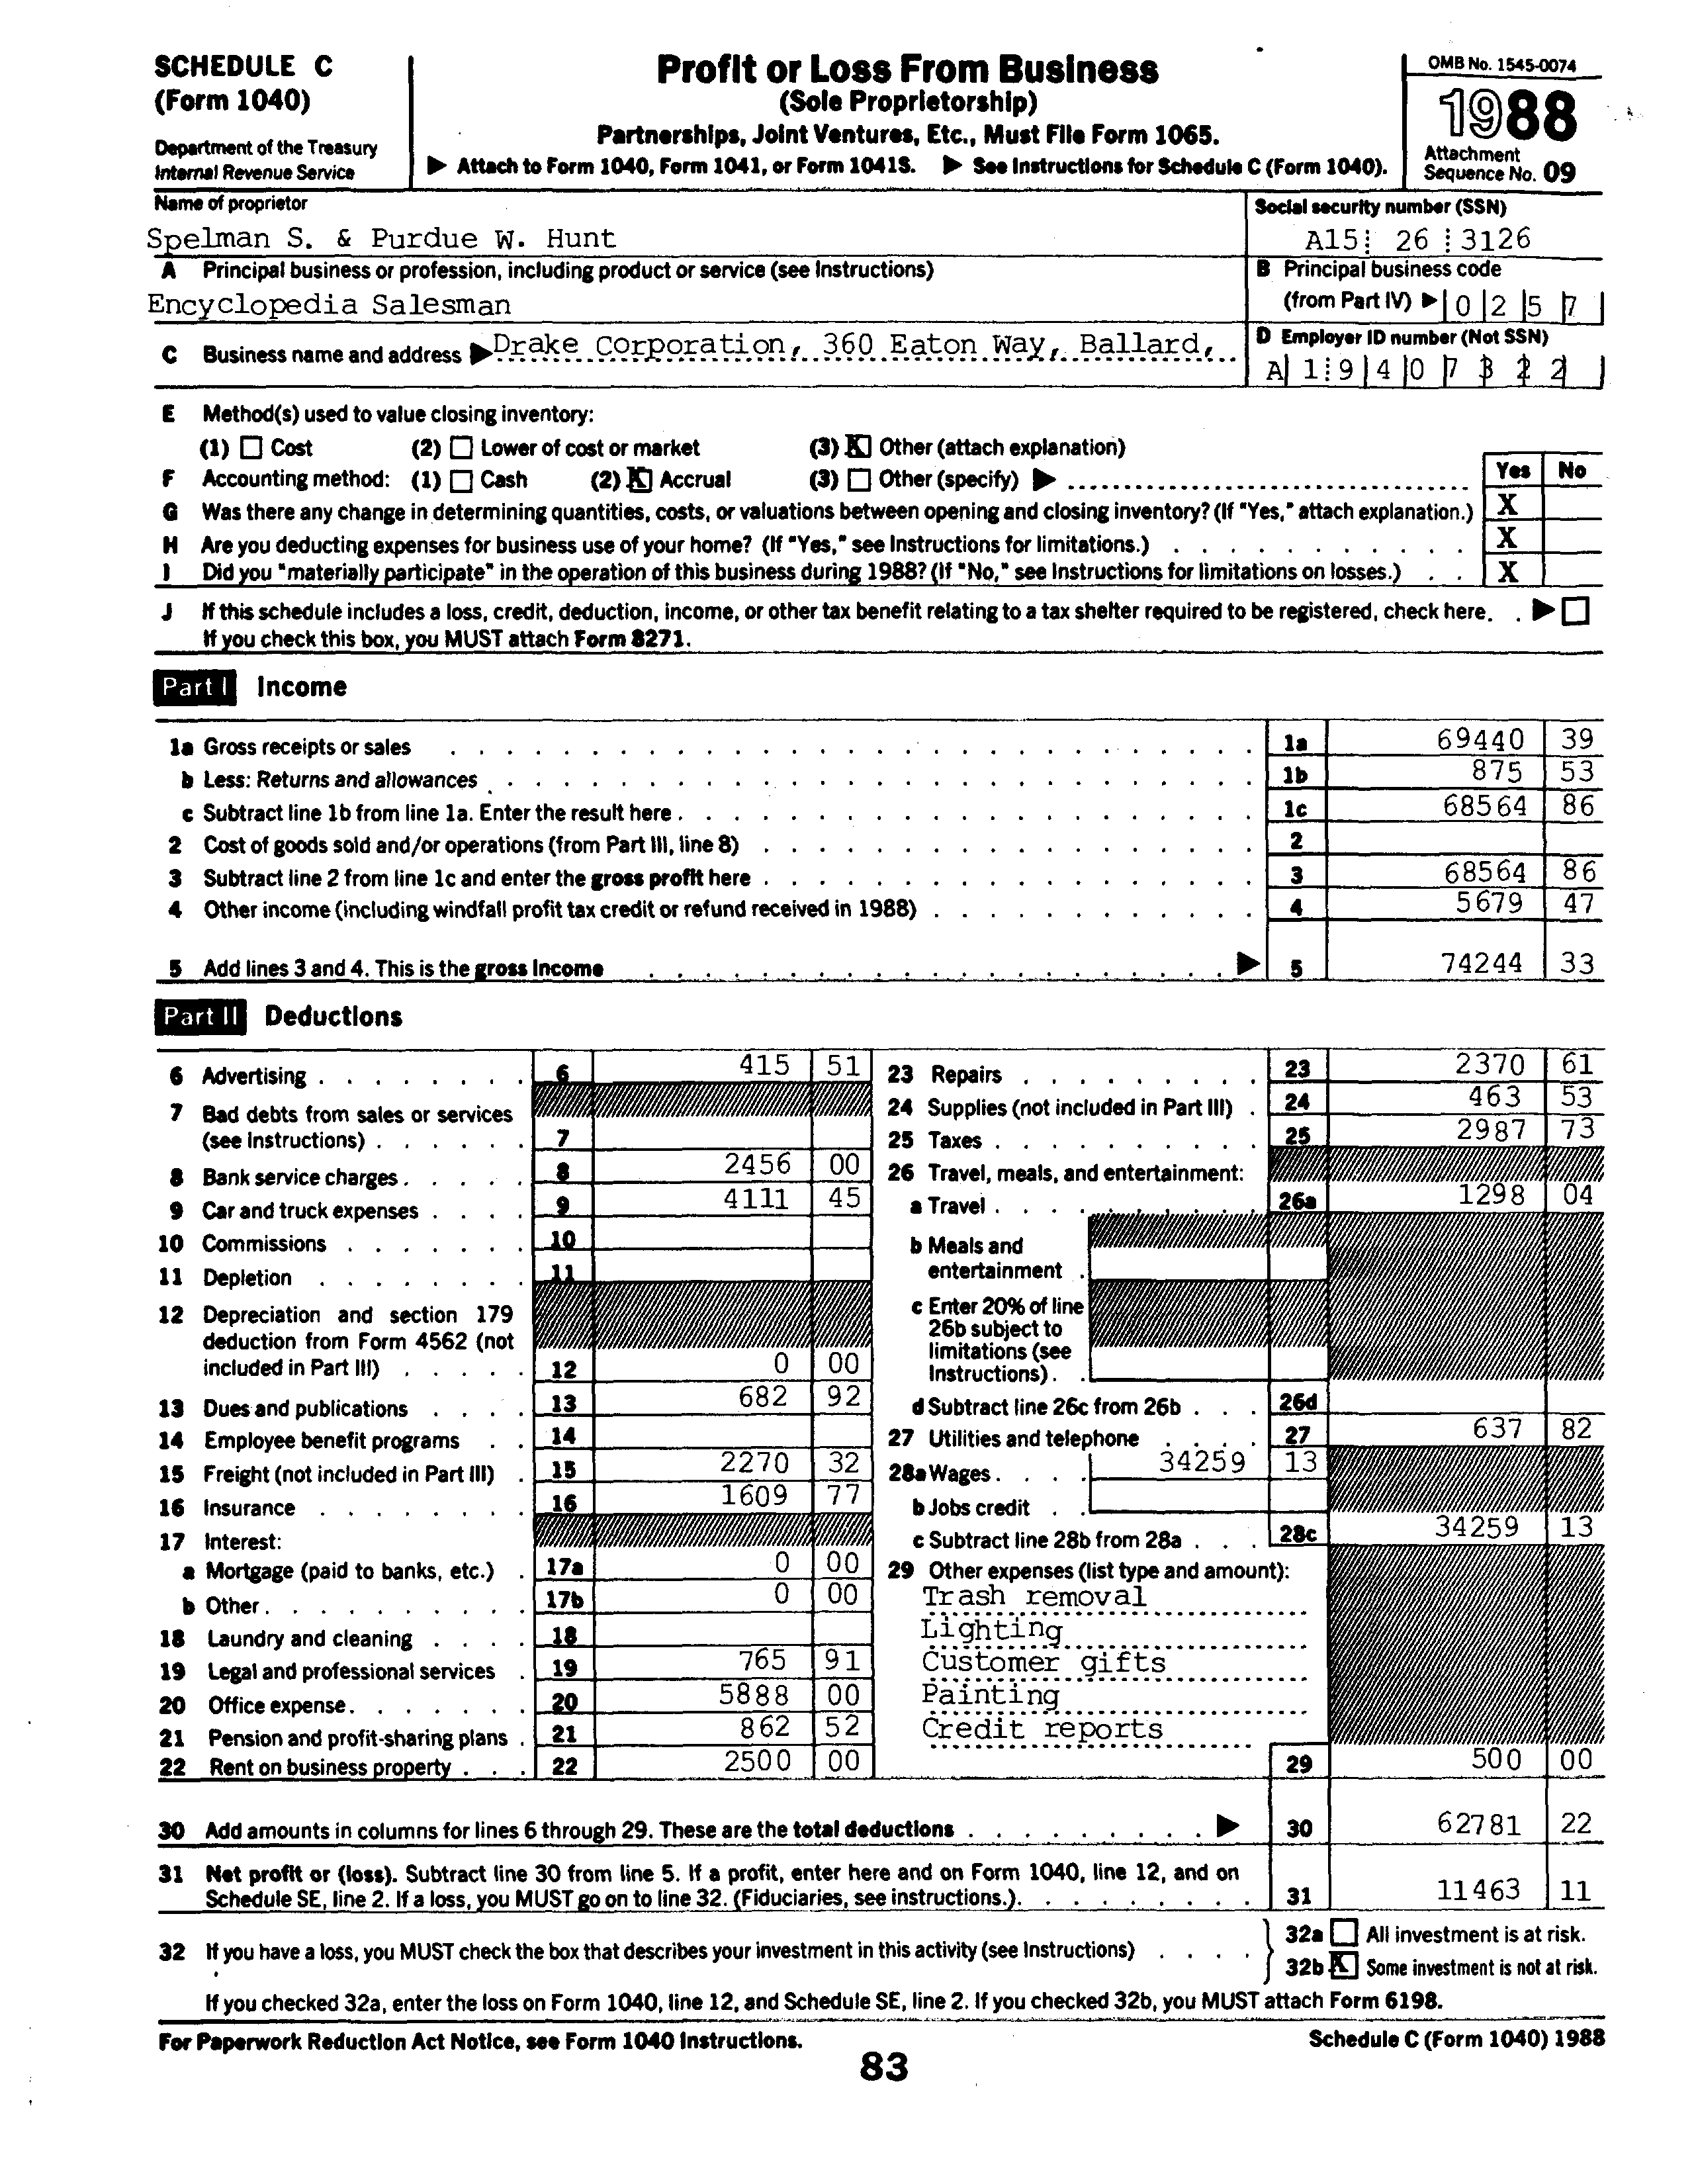 SCHEDULE C
(Form 1040)
Department of the Treasury
Internal Revenue Service
Profit or Loss From Business
(Sole Proprietorship)
Partnerships, Joint Ventures, Etc., Must File Form 1065.
▶ Attach to Form 1040, Form 1041, or Form 1041S. ▶ See Instructions for Schedule C (Form 1040).
OMB No. 1545-0074
1988
Attachment
Sequence No. 09
Name of proprietor
Spelman S. & Purdue W. Hunt
Social security number (SSN)
A15 26 3126
A Principal business or profession, including product or service (see Instructions)
Encyclopedia Salesman
B Principal business code
(from Part IV) ▶ 0 2 5 7
C Business name and address ▶ Drake Corporation, 360 Eaton Way, Ballard,
D Employer ID number (Not SSN)
A 1 9 4 0 7
E Method(s) used to value closing inventory:
(1) ☐ Cost (2) ☐ Lower of cost or market (3) ☒ Other (attach explanation)
F Accounting method: (1) ☐ Cash (2) ☒ Accrual (3) ☐ Other (specify) ▶
Yes No
G Was there any change in determining quantities, costs, or valuations between opening and closing inventory? (If "Yes," attach explanation.) X
H Are you deducting expenses for business use of your home? (If "Yes," see Instructions for limitations.) X
I Did you "materially participate" in the operation of this business during 1988? (If "No," see Instructions for limitations on losses.) X
J If this schedule includes a loss, credit, deduction, income, or other tax benefit relating to a tax shelter required to be registered, check here. ▶ ☐
If you check this box, you MUST attach Form 8271.
Part I Income
1a Gross receipts or sales 1a 69440 39
b Less: Returns and allowances 1b 875 53
c Subtract line 1b from line 1a. Enter the result here 1c 68564 86
2 Cost of goods sold and/or operations (from Part III, line 8) 2
3 Subtract line 2 from line 1c and enter the gross profit here 3 68564 86
4 Other income (including windfall profit tax credit or refund received in 1988) 4 5679 47
5 Add lines 3 and 4. This is the gross income ▶ 5 74244 33
Part II Deductions
6 Advertising 6 415 51
7 Bad debts from sales or services
(see Instructions) 7
8 Bank service charges 8 2456 00
9 Car and truck expenses 9 4111 45
10 Commissions 10
11 Depletion 11
12 Depreciation and section 179
deduction from Form 4562 (not
included in Part III) 12 0 00
13 Dues and publications 13 682 92
14 Employee benefit programs 14
15 Freight (not included in Part III) 15 2270 32
16 Insurance 16 1609 77
17 Interest:
a Mortgage (paid to banks, etc.) 17a 0 00
b Other 17b 0 00
18 Laundry and cleaning 18
19 Legal and professional services 19 765 91
20 Office expense 20 5888 00
21 Pension and profit-sharing plans 21 862 52
22 Rent on business property 22 2500 00
23 Repairs 23 2370 61
24 Supplies (not included in Part III) 24 463 53
25 Taxes 25 2987 73
26 Travel, meals, and entertainment:
a Travel 26a 1298 04
b Meals and
entertainment
c Enter 20% of line
26b subject to
limitations (see
Instructions)
d Subtract line 26c from 26b 26d
27 Utilities and telephone 27 637 82
28a Wages 34259 13
b Jobs credit
c Subtract line 28b from 28a 28c 34259 13
29 Other expenses (list type and amount):
Trash removal
Lighting
Customer gifts
Painting
Credit reports
29 500 00
30 Add amounts in columns for lines 6 through 29. These are the total deductions ▶ 30 62781 22
31 Net profit or (loss). Subtract line 30 from line 5. If a profit, enter here and on Form 1040, line 12, and on
Schedule SE, line 2. If a loss, you MUST go on to line 32. (Fiduciaries, see instructions.) 31 11463 11
32 If you have a loss, you MUST check the box that describes your investment in this activity (see Instructions)
32a ☐ All investment is at risk.
32b ☒ Some investment is not at risk.
If you checked 32a, enter the loss on Form 1040, line 12, and Schedule SE, line 2. If you checked 32b, you MUST attach Form 6198.
For Paperwork Reduction Act Notice, see Form 1040 Instructions.
Schedule C (Form 1040) 1988
83